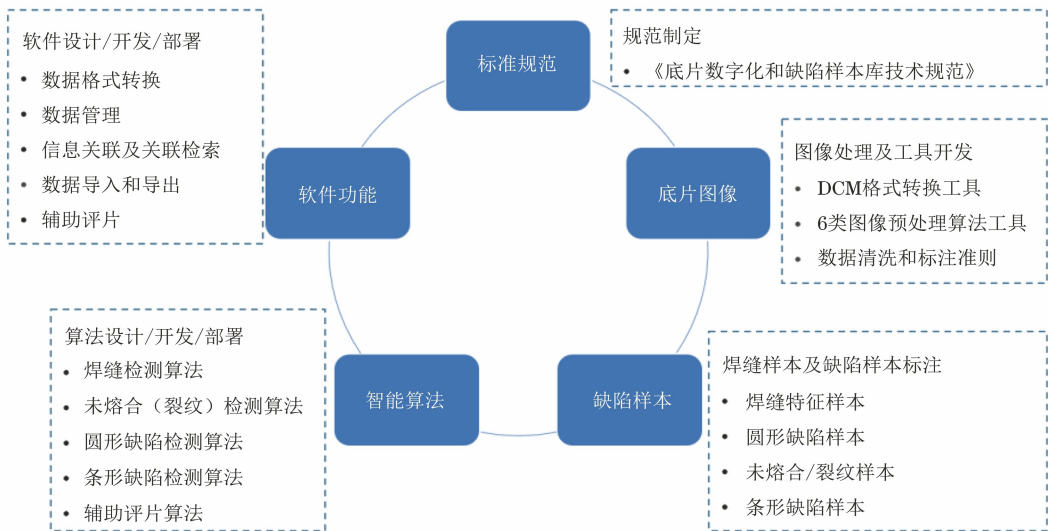 软件设计/开发/部署
• 数据格式转换
• 数据管理
• 信息关联及关联检索
• 数据导入和导出
• 辅助评片
标准规范
规范制定
• 《底片数字化和缺陷样本库技术规范》
软件功能
底片图像
图像处理及工具开发
• DCM格式转换工具
• 6类图像预处理算法工具
• 数据清洗和标注准则
算法设计/开发/部署
• 焊缝检测算法
• 未熔合（裂纹）检测算法
• 圆形缺陷检测算法
• 条形缺陷检测算法
• 辅助评片算法
智能算法
缺陷样本
焊缝样本及缺陷样本标注
• 焊缝特征样本
• 圆形缺陷样本
• 未熔合/裂纹样本
• 条形缺陷样本